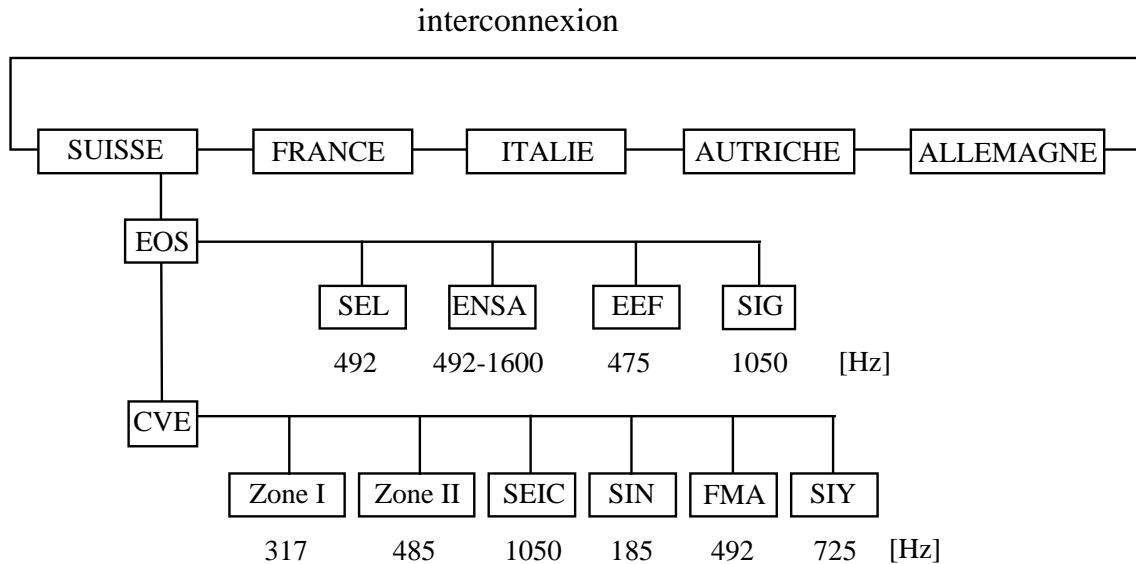 interconnexion
SUISSE FRANCE ITALIE AUTRICHE ALLEMAGNE
EOS
SEL ENSA EEF SIG
492 492-1600 475 1050 [Hz]
CVE
Zone I Zone II SEIC SIN FMA SIY
317 485 1050 185 492 725 [Hz]